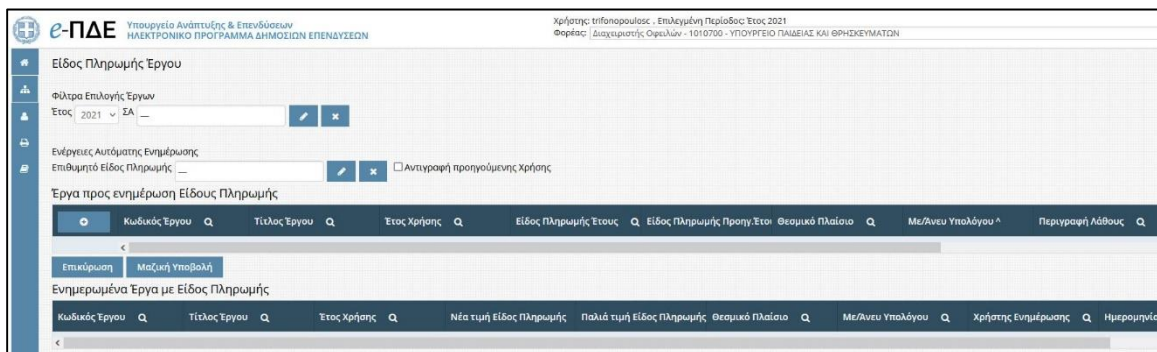 e-ΠΔΕ Υπουργείο Ανάπτυξης & Επενδύσεων
ΗΛΕΚΤΡΟΝΙΚΟ ΠΡΟΓΡΑΜΜΑ ΔΗΜΟΣΙΩΝ ΕΠΕΝΔΥΣΕΩΝ
Χρήστης: trifonopoulosc , Επιλεγμένη Περίοδος: Έτος 2021
Φορέας: Διαχειριστής Οφειλών - 1010700 - ΥΠΟΥΡΓΕΙΟ ΠΑΙΔΕΙΑΣ ΚΑΙ ΘΡΗΣΚΕΥΜΑΤΩΝ
Είδος Πληρωμής Έργου
Φίλτρα Επιλογής Έργων
Έτος 2021 ΣΑ __
Ενέργειες Αυτόματης Ενημέρωσης
Επιθυμητό Είδος Πληρωμής __ Αντιγραφή προηγούμενης Χρήσης
Έργα προς ενημέρωση Είδους Πληρωμής
Κωδικός Έργου Τίτλος Έργου Έτος Χρήσης Είδος Πληρωμής Έτους Είδος Πληρωμής Προηγ.Έτου Θεσμικό Πλαίσιο Με/Άνευ Υπολόγου ^ Περιγραφή Λάθους
Επικύρωση Μαζική Υποβολή
Ενημερωμένα Έργα με Είδος Πληρωμής
Κωδικός Έργου Τίτλος Έργου Έτος Χρήσης Νέα τιμή Είδος Πληρωμής Παλιά τιμή Είδος Πληρωμής Θεσμικό Πλαίσιο Με/Άνευ Υπολόγου Χρήστης Ενημέρωσης Ημερομηνία